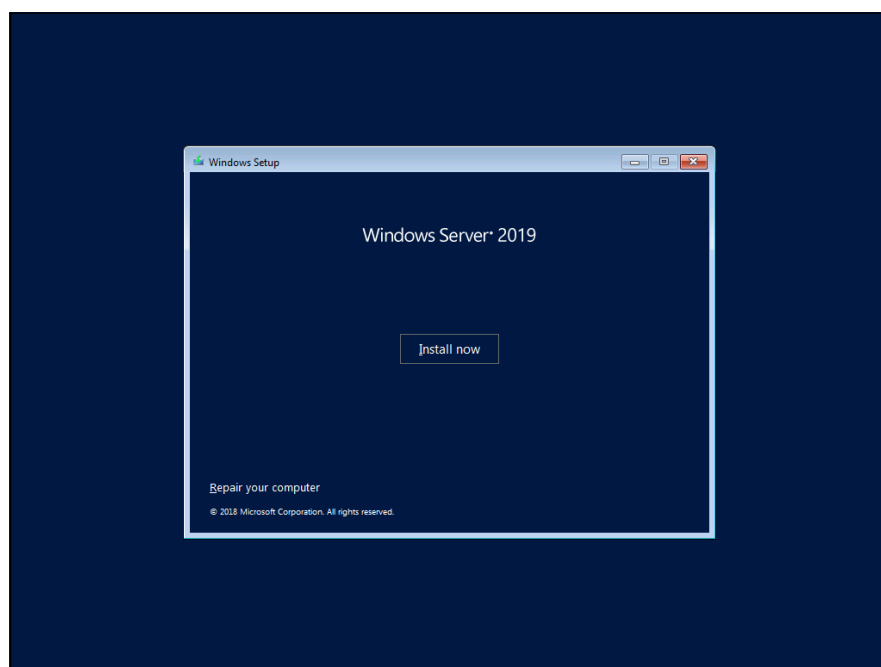 Windows Setup
Windows Server® 2019
Install now
Repair your computer
© 2018 Microsoft Corporation. All rights reserved.